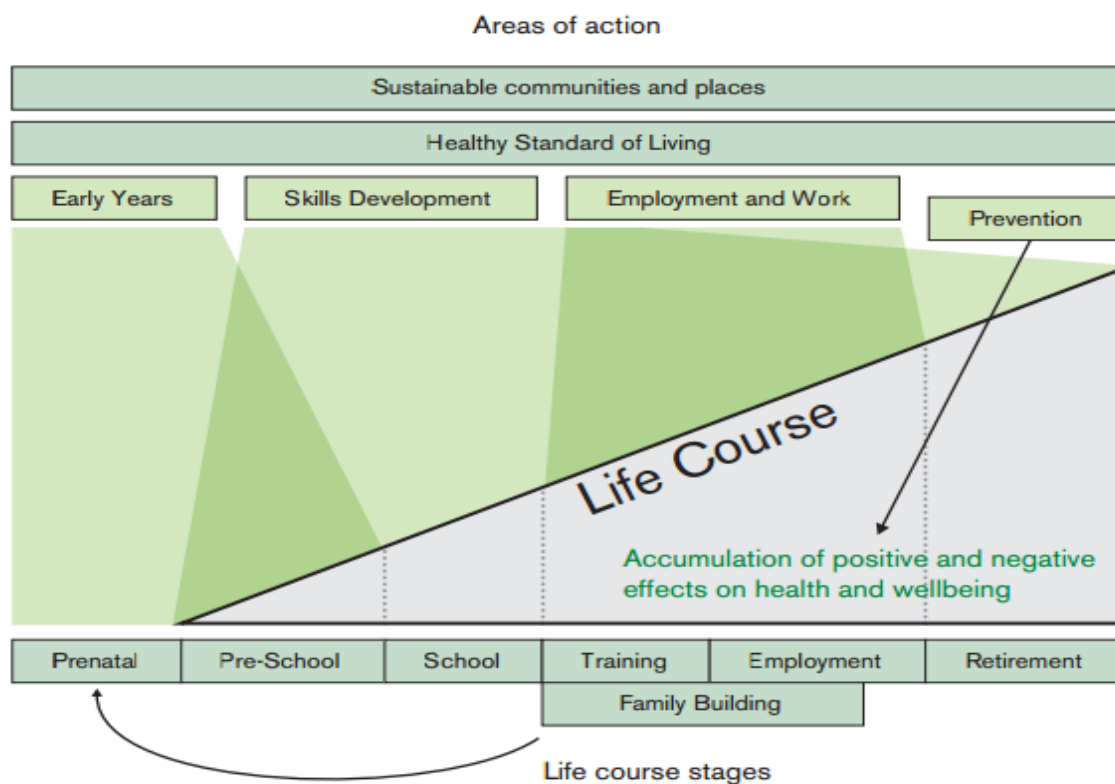 Areas of action
Sustainable communities and places
Healthy Standard of Living
Early Years
Skills Development
Employment and Work
Prevention
Life Course
Accumulation of positive and negative
effects on health and wellbeing
Prenatal
Pre-School
School
Training
Employment
Retirement
Family Building
Life course stages